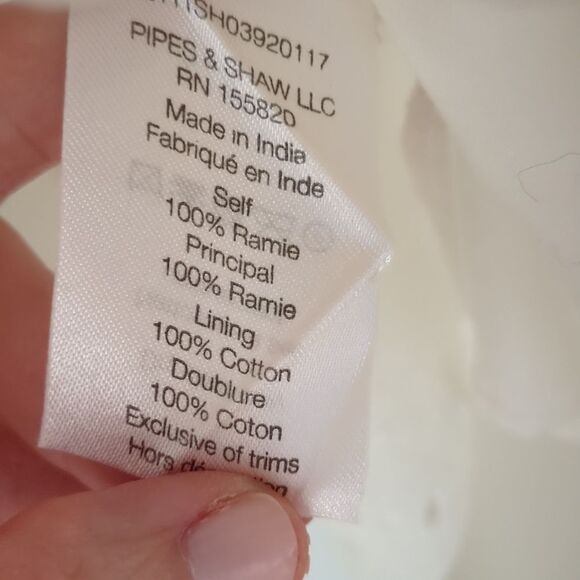 PIPES & SHAW LLC
RN 155820
Made in India
Fabriqué en Inde
Self
100% Ramie
Principal
100% Ramie
Lining
100% Cotton
Doublure
100% Coton
Exclusive of trims
Hors